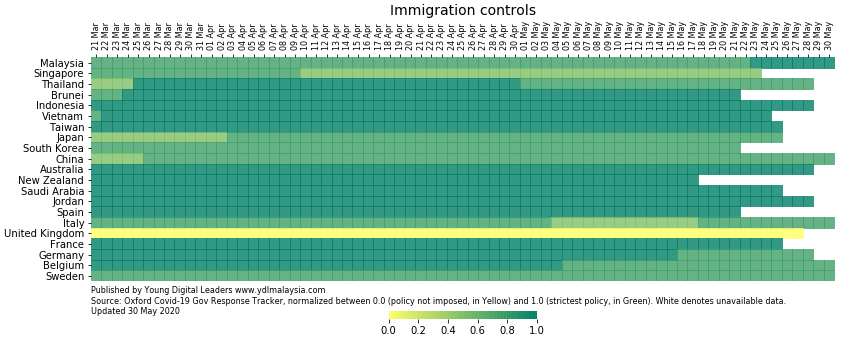 Immigration controls
21 Mar 22 Mar 23 Mar 24 Mar 25 Mar 26 Mar 27 Mar 28 Mar 29 Mar 30 Mar 31 Mar 01 Apr 02 Apr 03 Apr 04 Apr 05 Apr 06 Apr 07 Apr 08 Apr 09 Apr 10 Apr 11 Apr 12 Apr 13 Apr 14 Apr 15 Apr 16 Apr 17 Apr 18 Apr 19 Apr 20 Apr 21 Apr 22 Apr 23 Apr 24 Apr 25 Apr 26 Apr 27 Apr 28 Apr 29 Apr 30 Apr 01 May 02 May 03 May 04 May 05 May 06 May 07 May 08 May 09 May 10 May 11 May 12 May 13 May 14 May 15 May 16 May 17 May 18 May 19 May 20 May 21 May 22 May 23 May 24 May 25 May 26 May 27 May 28 May 29 May 30 May
Malaysia
Singapore
Thailand
Brunei
Indonesia
Vietnam
Taiwan
Japan
South Korea
China
Australia
New Zealand
Saudi Arabia
Jordan
Spain
Italy
United Kingdom
France
Germany
Belgium
Sweden
Published by Young Digital Leaders www.ydlmalaysia.com
Source: Oxford Covid-19 Gov Response Tracker, normalized between 0.0 (policy not imposed, in Yellow) and 1.0 (strictest policy, in Green). White denotes unavailable data.
Updated 30 May 2020
0.0 0.2 0.4 0.6 0.8 1.0